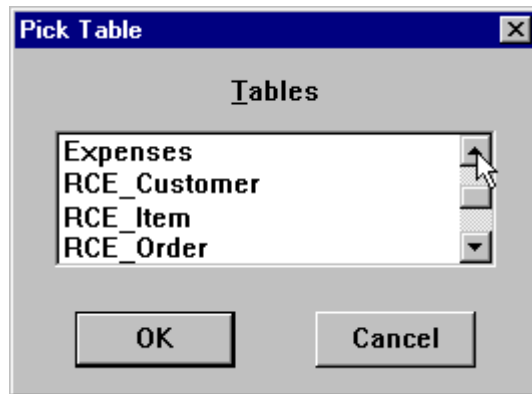 Pick Table
Tables
Expenses
RCE_Customer
RCE_Item
RCE_Order
OK Cancel